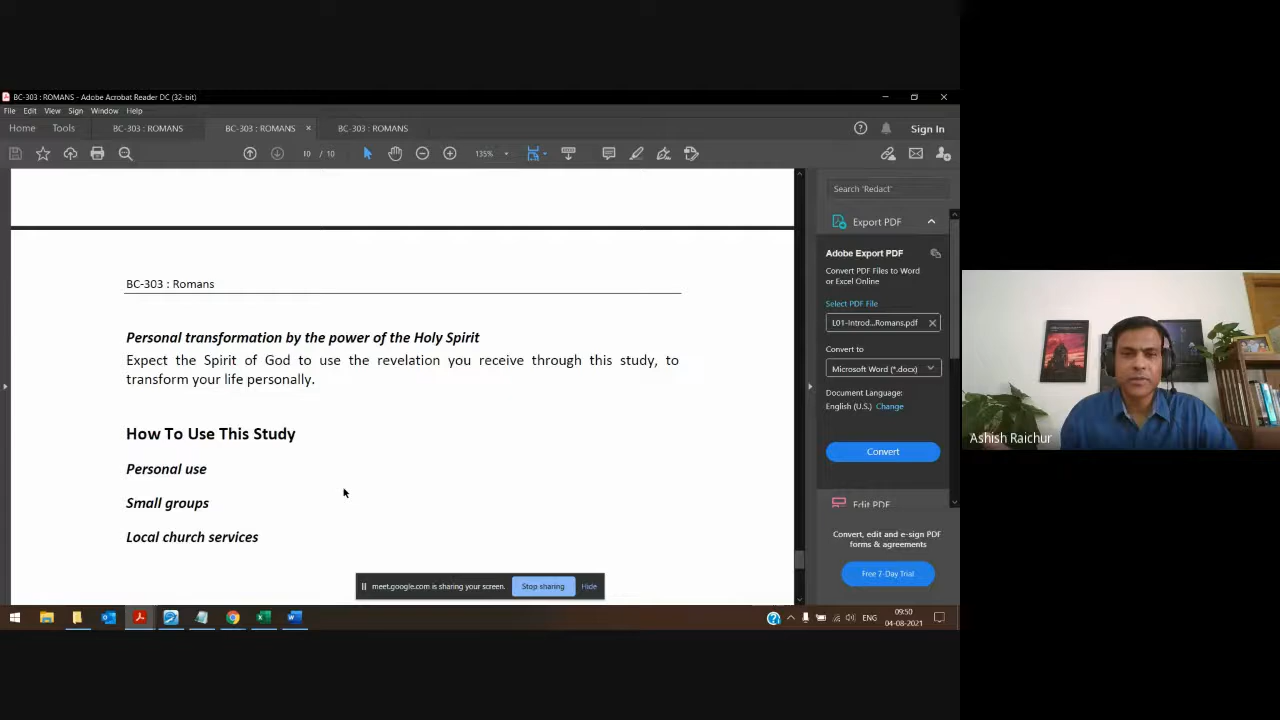 BC-303 : ROMANS - Adobe Acrobat Reader DC (32-bit)
File Edit View Sign Window Help
Home Tools BC-303 : ROMANS BC-303 : ROMANS × BC-303 : ROMANS Sign In
10 / 10 135%
Search 'Redact'
Export PDF
Adobe Export PDF
Convert PDF Files to Word
or Excel Online
Select PDF File
L01-Introd...Romans.pdf
Convert to
Microsoft Word (*.docx)
Document Language:
English (U.S.) Change
Convert
Edit PDF
Convert, edit and e-sign PDF
forms & agreements
Free 7-Day Trial
BC-303 : Romans
Personal transformation by the power of the Holy Spirit
Expect the Spirit of God to use the revelation you receive through this study, to
transform your life personally.
How To Use This Study
Personal use
Small groups
Local church services
meet.google.com is sharing your screen. Stop sharing Hide
ENG
09:50
04-08-2021
Ashish Raichur